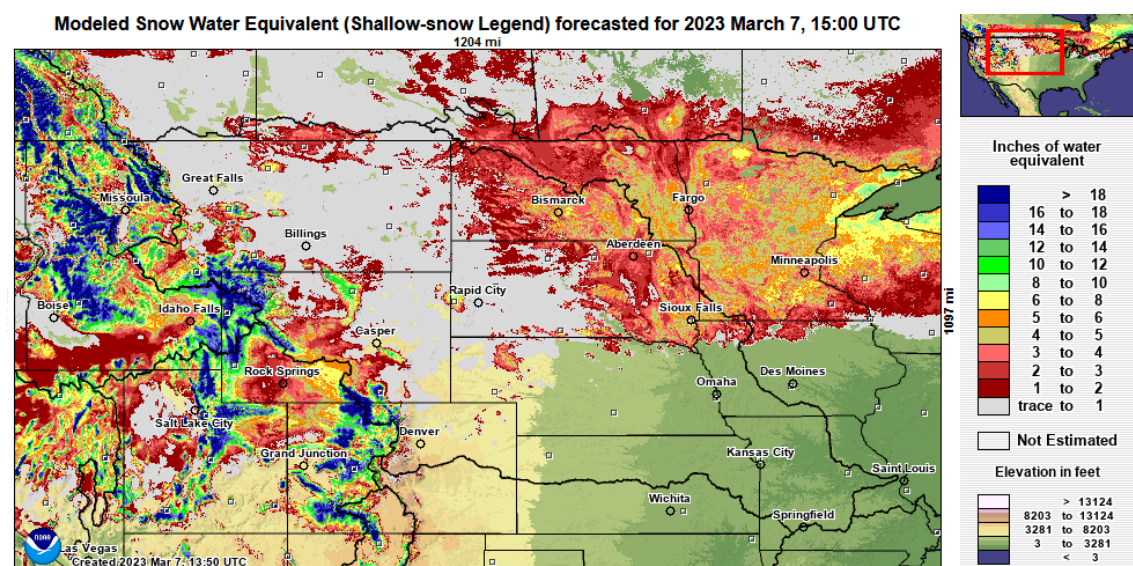 Modeled Snow Water Equivalent (Shallow-snow Legend) forecasted for 2023 March 7, 15:00 UTC
1204 mi
Great Falls
Missoula
Billings
Bismarck
Fargo
Aberdeen
Minneapolis
Boise
Idaho Falls
Rapid City
Sioux Falls
Casper
Rock Springs
Salt Lake City
Omaha
Des Moines
Denver
Grand Junction
Kansas City
Saint Louis
Wichita
Springfield
Las Vegas
NOAA
Created 2023 Mar 7, 13:50 UTC
1097 mi
Inches of water
equivalent
> 18
16 to 18
14 to 16
12 to 14
10 to 12
8 to 10
6 to 8
5 to 6
4 to 5
3 to 4
2 to 3
1 to 2
trace to 1
Not Estimated
Elevation in feet
> 13124
8203 to 13124
3281 to 8203
3 to 3281
< 3